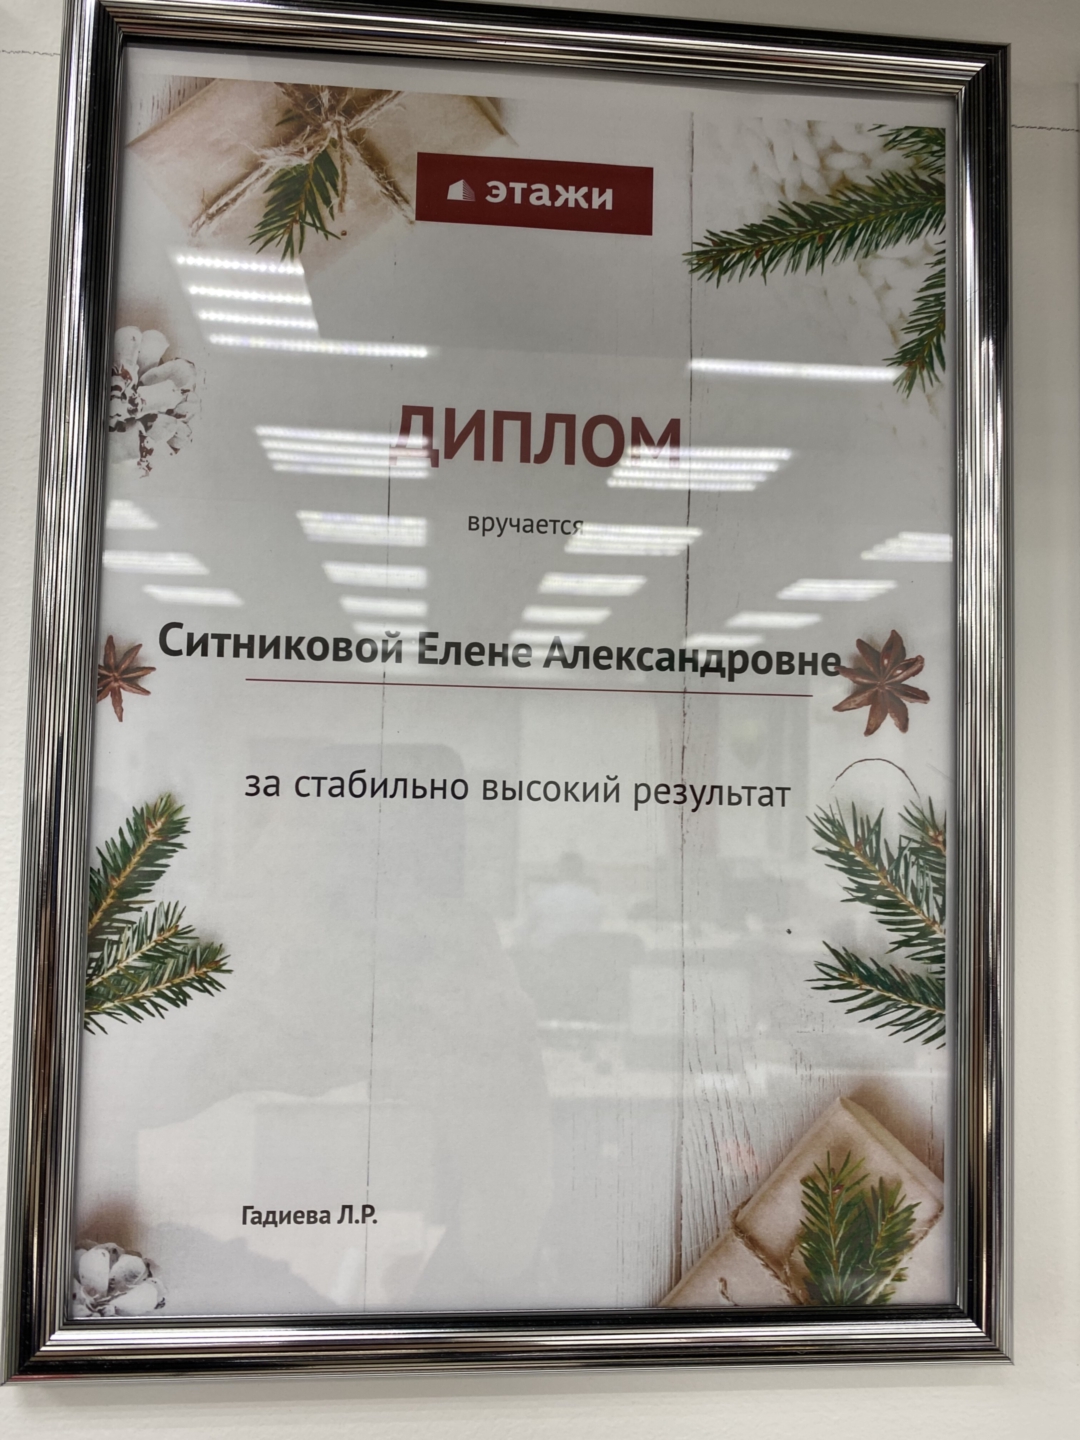 этажи
ДИПЛОМ
вручается
Ситниковой Елене Александровне
за стабильно высокий результат
Гадиева Л.Р.